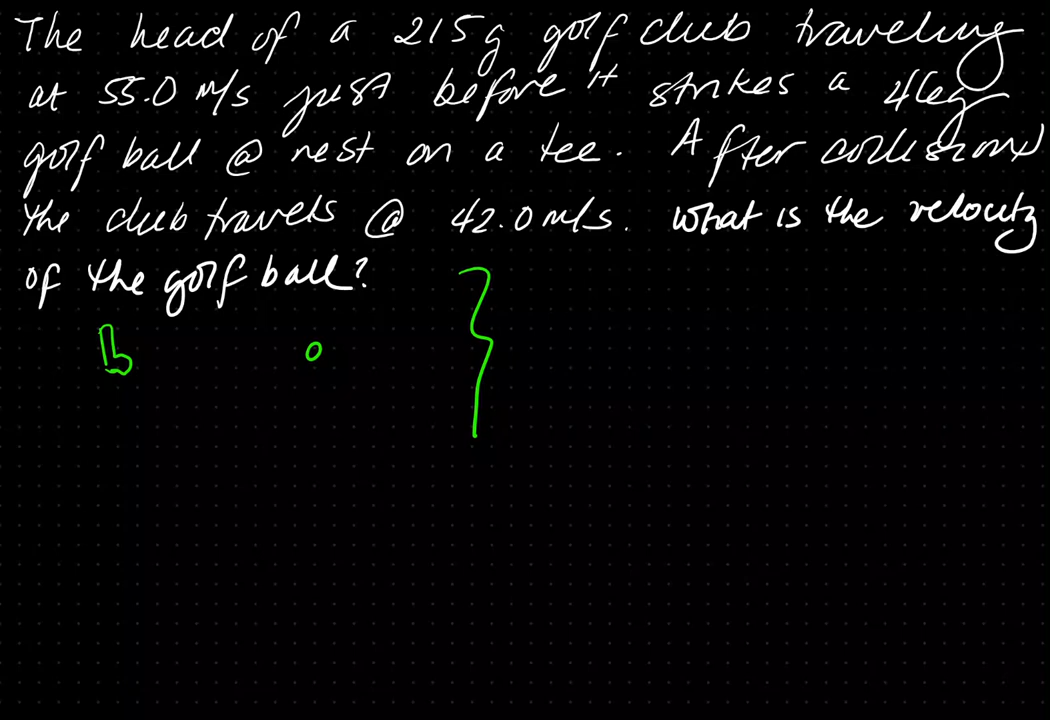 The head of a 215g golf club traveling
at 55.0 m/s just before it strikes a 46g
golf ball @ rest on a tee. After collision
the club travels @ 42.0 m/s. what is the velocity
of the golf ball?